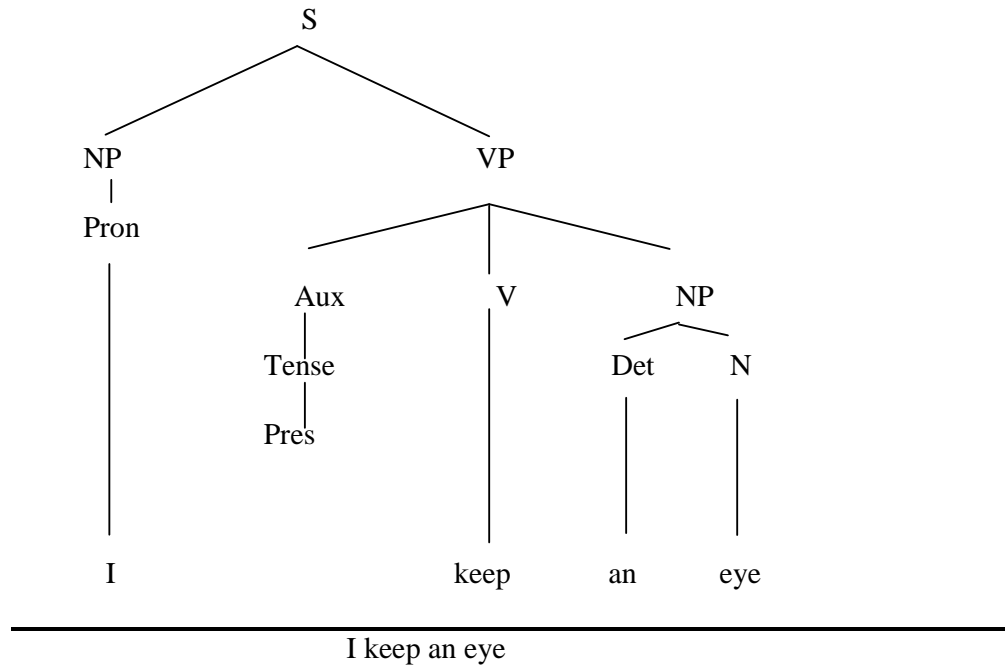 S
NP VP
Pron
Aux V NP
Tense Det N
Pres
I keep an eye
I keep an eye